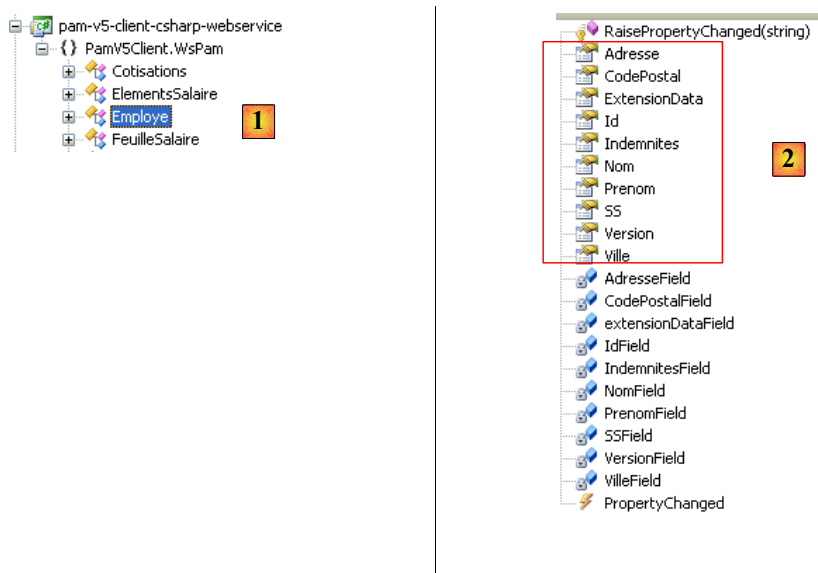 pam-v5-client-csharp-webservice
{} PamV5Client.WsPam
Cotisations
ElementsSalaire
Employe
FeuilleSalaire
1
RaisePropertyChanged(string)
Adresse
CodePostal
ExtensionData
Id
Indemnites
Nom
Prenom
SS
Version
Ville
2
AdresseField
CodePostalField
extensionDataField
IdField
IndemnitesField
NomField
PrenomField
SSField
VersionField
VilleField
PropertyChanged